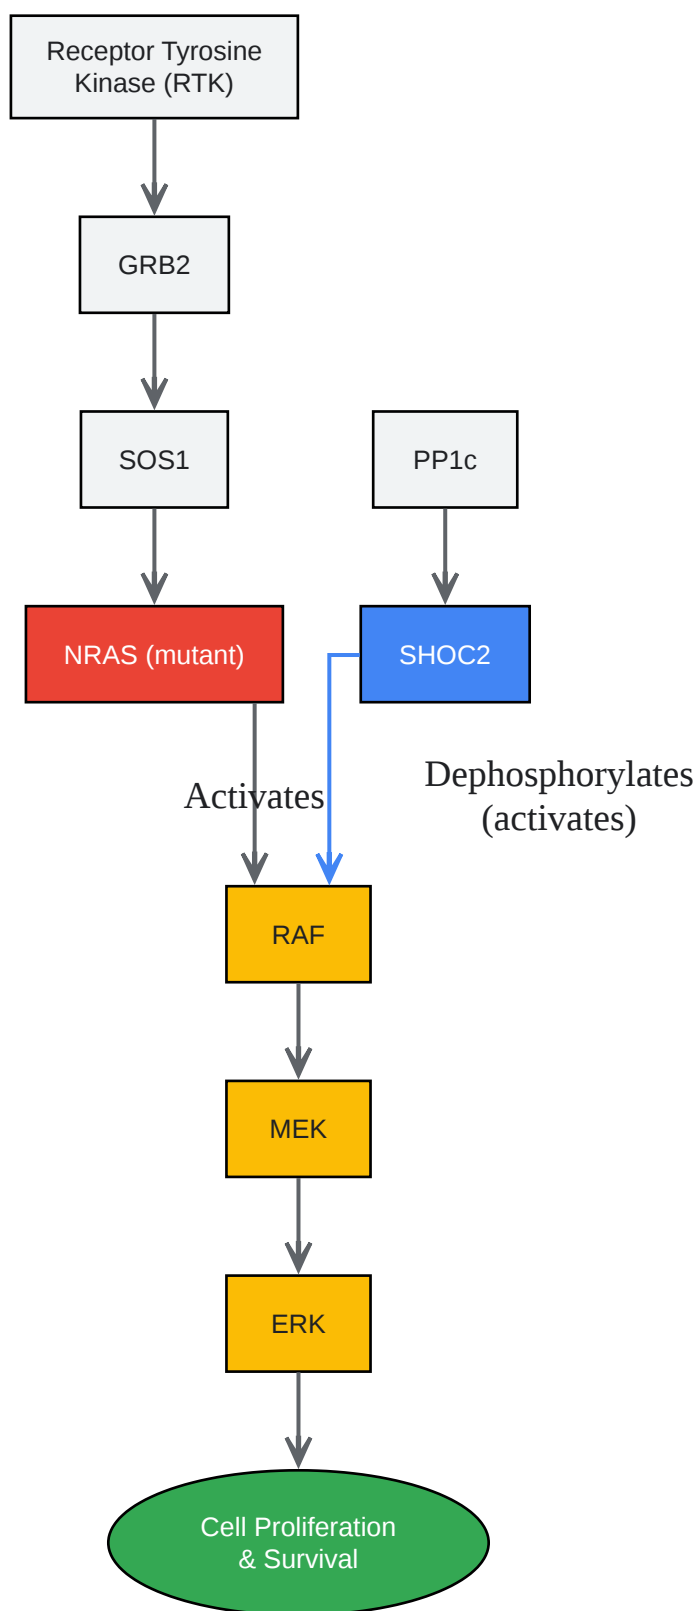 Receptor Tyrosine
Kinase (RTK)
GRB2
SOS1
PP1c
NRAS (mutant)
SHOC2
Activates
Dephosphorylates
(activates)
RAF
MEK
ERK
Cell Proliferation
& Survival